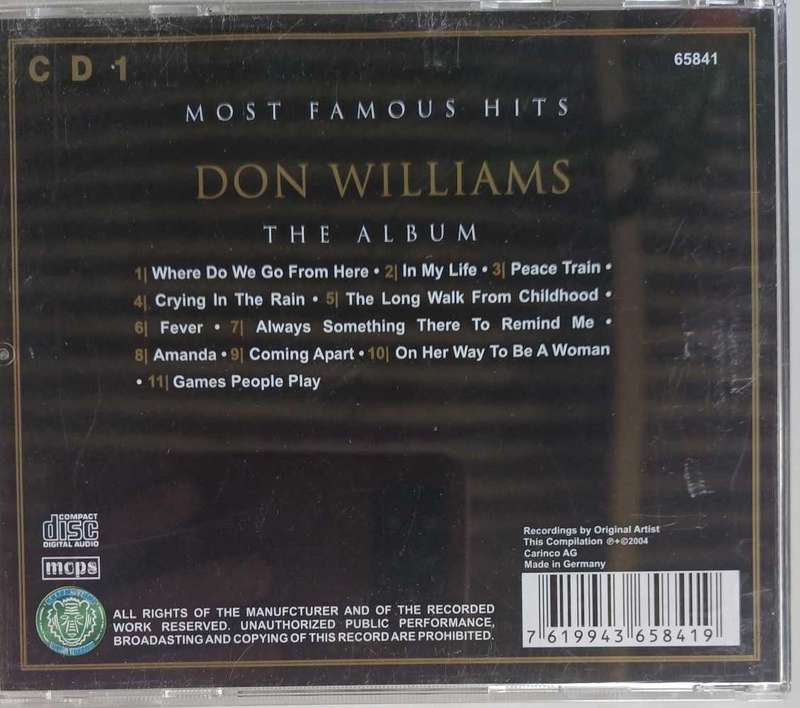 CD1
65841
MOST FAMOUS HITS
DON WILLIAMS
THE ALBUM
1| Where Do We Go From Here • 2| In My Life • 3| Peace Train •
4| Crying In The Rain • 5| The Long Walk From Childhood •
6| Fever • 7| Always Something There To Remind Me •
8| Amanda • 9| Coming Apart • 10| On Her Way To Be A Woman
• 11| Games People Play
COMPACT
disc
DIGITAL AUDIO
mcps
Recordings by Original Artist
This Compilation ℗+©2004
Carinco AG
Made in Germany
ALL RIGHTS OF THE MANUFCTURER AND OF THE RECORDED
WORK RESERVED. UNAUTHORIZED PUBLIC PERFORMANCE,
BROADASTING AND COPYING OF THIS RECORD ARE PROHIBITED.
7 619943 658419